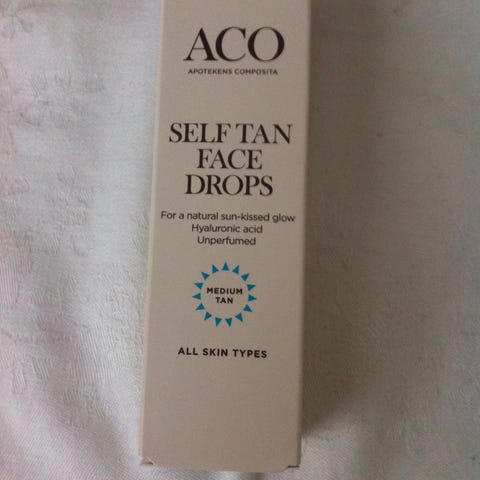 ACO
APOTEKENS COMPOSITA
SELF TAN
FACE
DROPS
For a natural sun-kissed glow
Hyaluronic acid
Unperfumed
MEDIUM
TAN
ALL SKIN TYPES